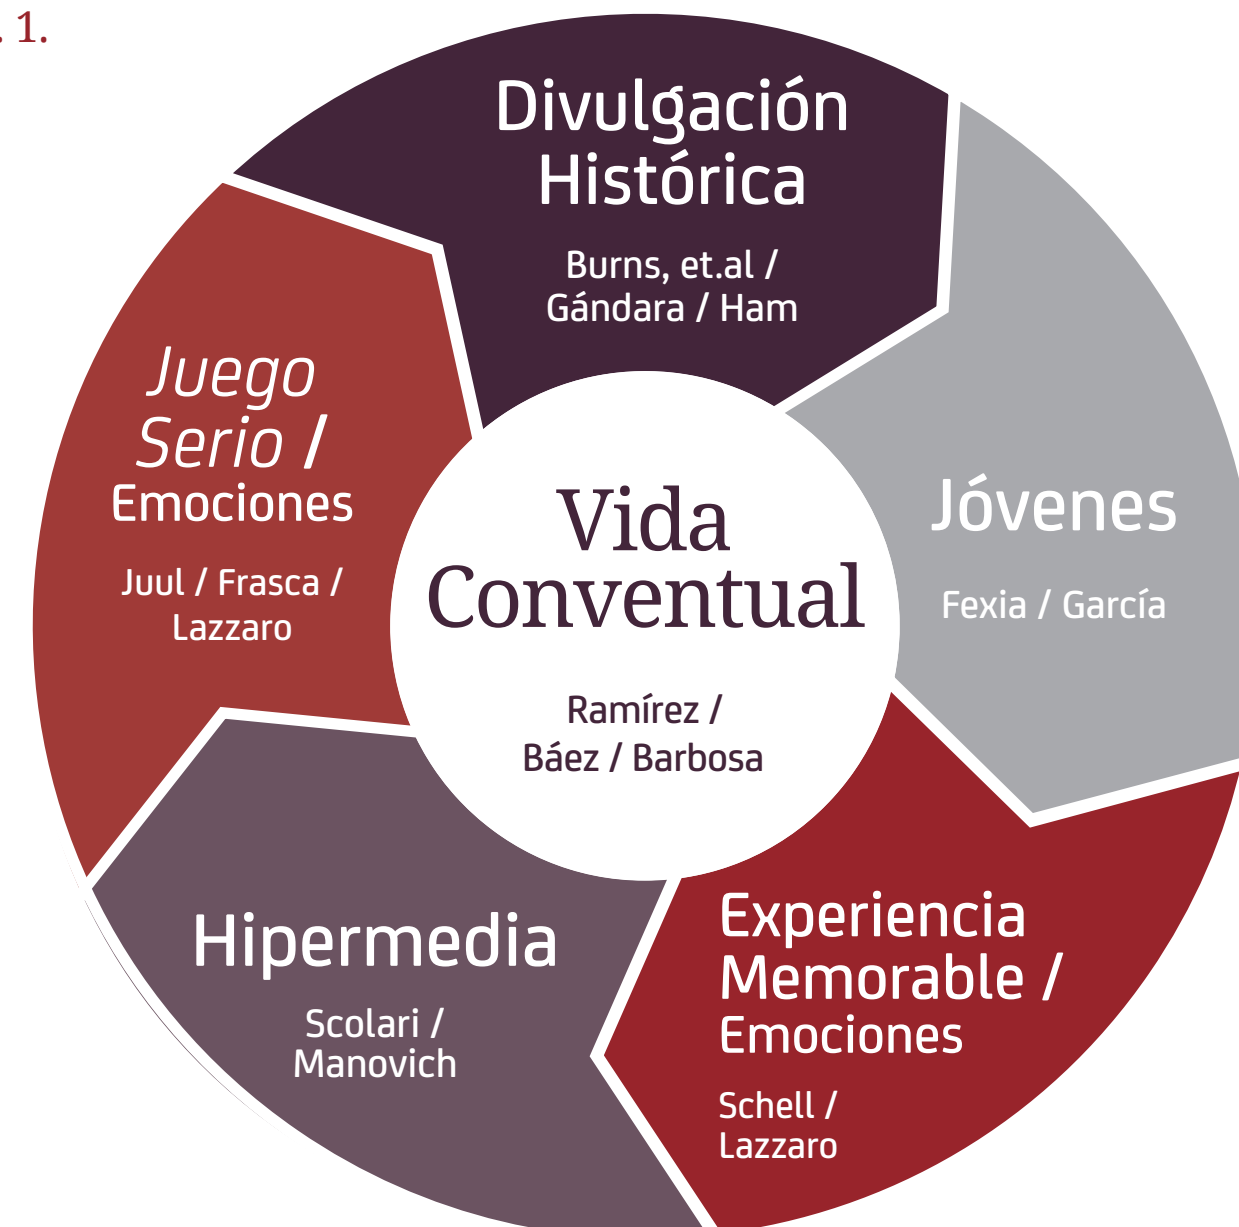 . 1.
Divulgación
Histórica
Burns, et.al /
Gándara / Ham
Jóvenes
Fexia / García
Experiencia
Memorable /
Emociones
Schell /
Lazzaro
Hipermedia
Scolari /
Manovich
Juego
Serio /
Emociones
Juul / Frasca /
Lazzaro
Vida
Conventual
Ramírez /
Báez / Barbosa